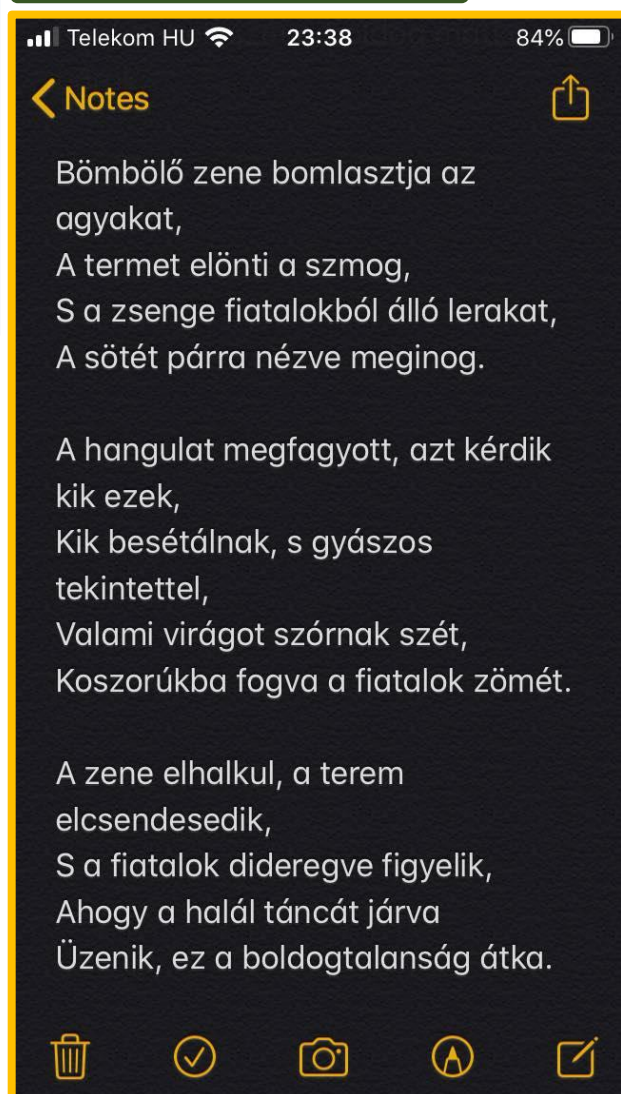 Telekom HU 23:38 84%
Notes
Bömbölő zene bomlasztja az
agyakat,
A termet elönti a szmog,
S a zsenge fiatalokból álló lerakat,
A sötét párra nézve meginog.
A hangulat megfagyott, azt kérdik
kik ezek,
Kik besétálnak, s gyászos
tekintettel,
Valami virágot szórnak szét,
Koszorúkba fogva a fiatalok zömét.
A zene elhalkul, a terem
elcsendesedik,
S a fiatalok dideregve figyelik,
Ahogy a halál táncát járva
Üzenik, ez a boldogtalanság átka.